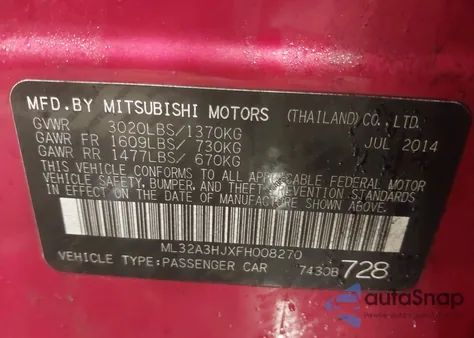 MFD.BY MITSUBISHI MOTORS (THAILAND)CO.,LTD.
GVWR 3020LBS/1370KG JUL 2014
GAWR FR 1609LBS/ 730KG
GAWR RR 1477LBS/ 670KG
THIS VEHICLE CONFORMS TO ALL APPLICABLE FEDERAL MOTOR
VEHICLE SAFETY,BUMPER,AND THEFT PREVENTION STANDARDS IN
EFFECT ON THE DATE OF MANUFACTURE SHOWN ABOVE.
ML32A3HJXFH008270
VEHICLE TYPE:PASSENGER CAR 7430B 728
autoSnap